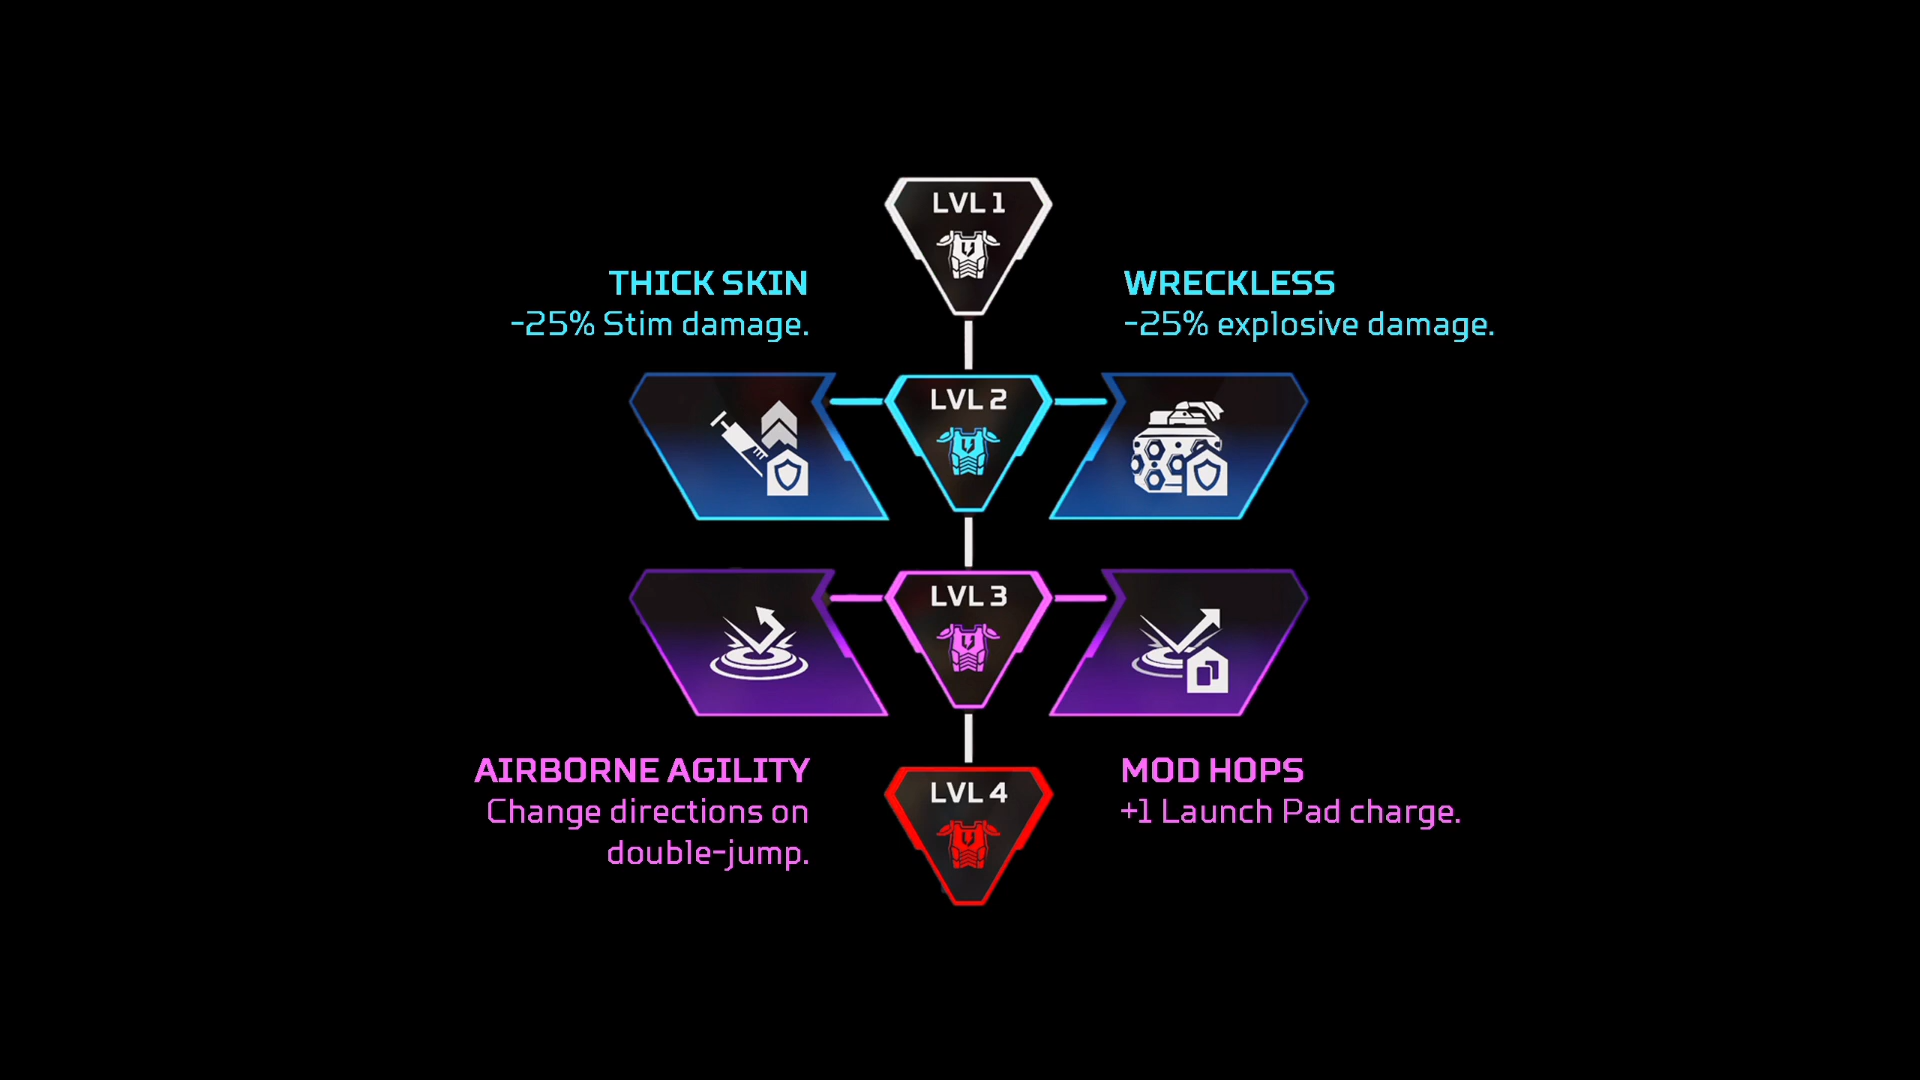 LVL 1
THICK SKIN
-25% Stim damage.
WRECKLESS
-25% explosive damage.
LVL 2
LVL 3
AIRBORNE AGILITY
Change directions on
double-jump.
LVL 4
MOD HOPS
+1 Launch Pad charge.